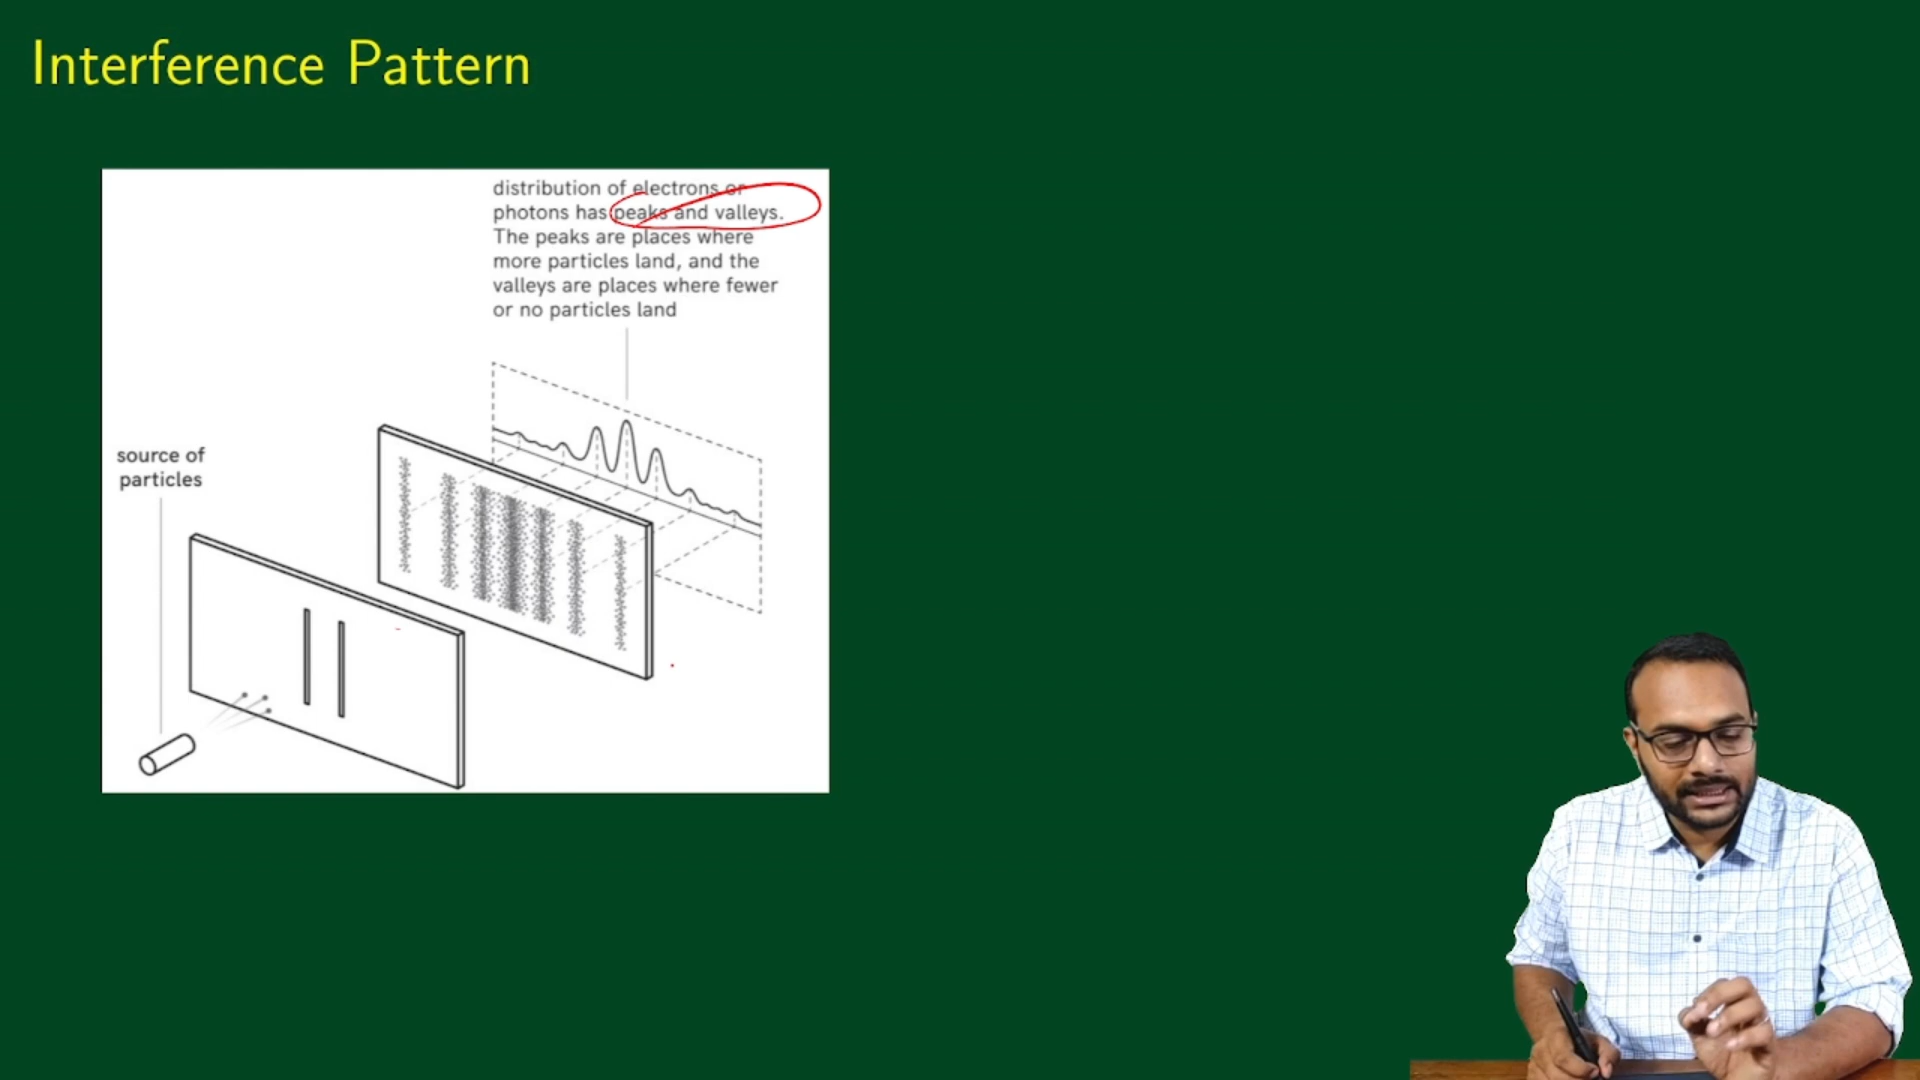 Interference Pattern
distribution of electrons or
photons has peaks and valleys.
The peaks are places where
more particles land, and the
valleys are places where fewer
or no particles land
source of
particles